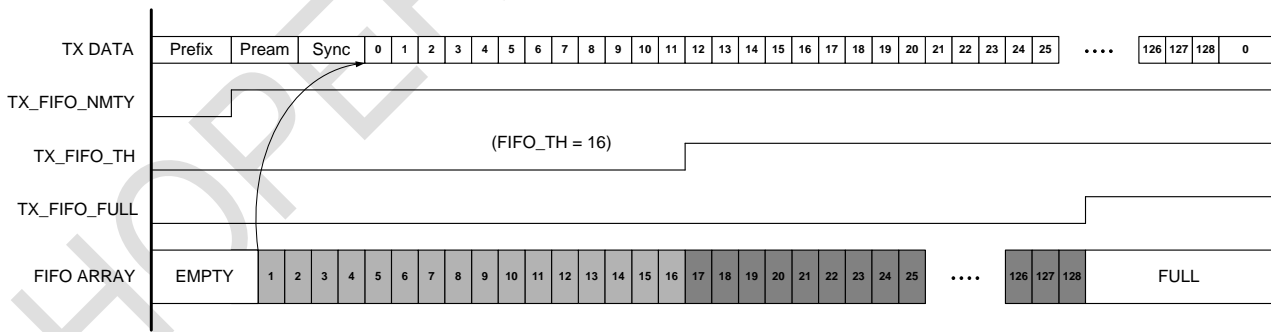 TX DATA Prefix Pream Sync 0 1 2 3 4 5 6 7 8 9 10 11 12 13 14 15 16 17 18 19 20 21 22 23 24 25 .... 126 127 128 0
TX_FIFO_NMTY
TX_FIFO_TH (FIFO_TH = 16)
TX_FIFO_FULL
FIFO ARRAY EMPTY 1 2 3 4 5 6 7 8 9 10 11 12 13 14 15 16 17 18 19 20 21 22 23 24 25 .... 126 127 128 FULL
HOPER